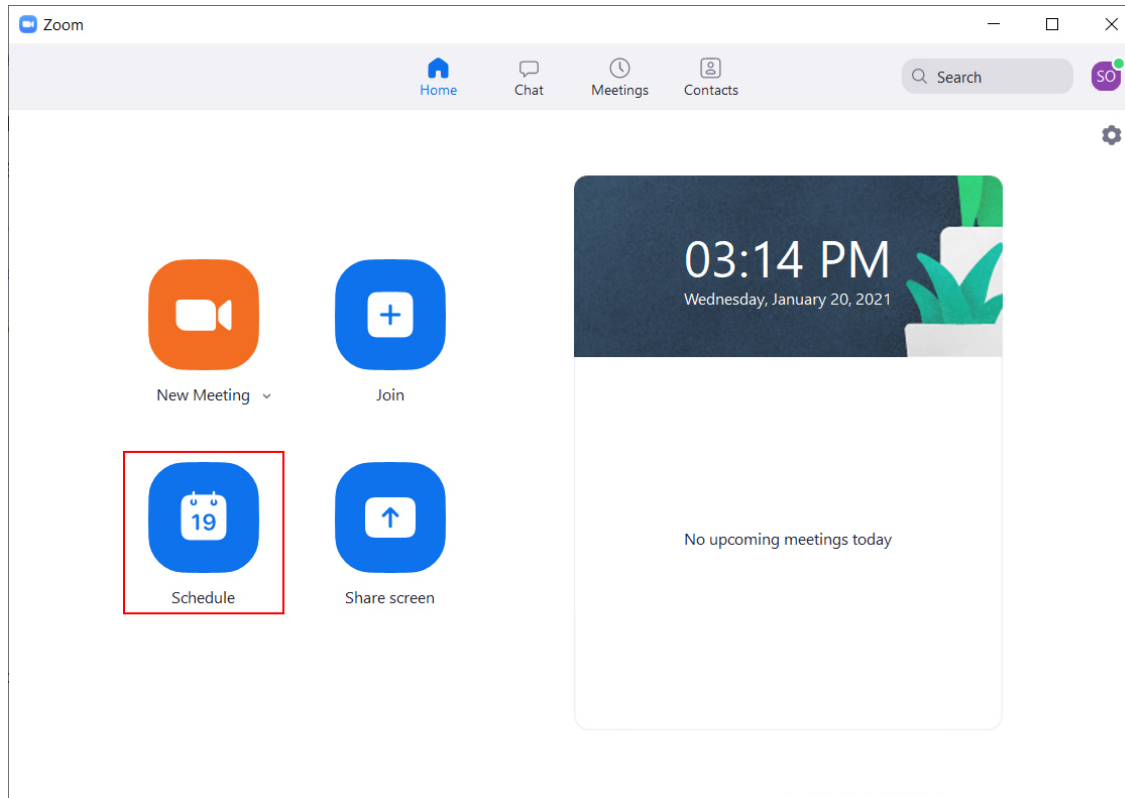 Zoom
Home
Chat
Meetings
Contacts
Search
SO
03:14 PM
Wednesday, January 20, 2021
New Meeting
Join
19
Schedule
Share screen
No upcoming meetings today